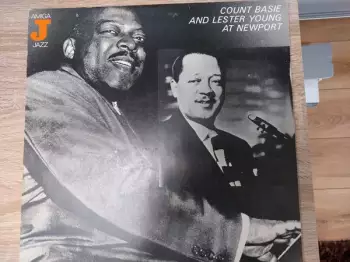 AMIGA
J
JAZZ
COUNT BASIE
AND LESTER YOUNG
AT NEWPORT